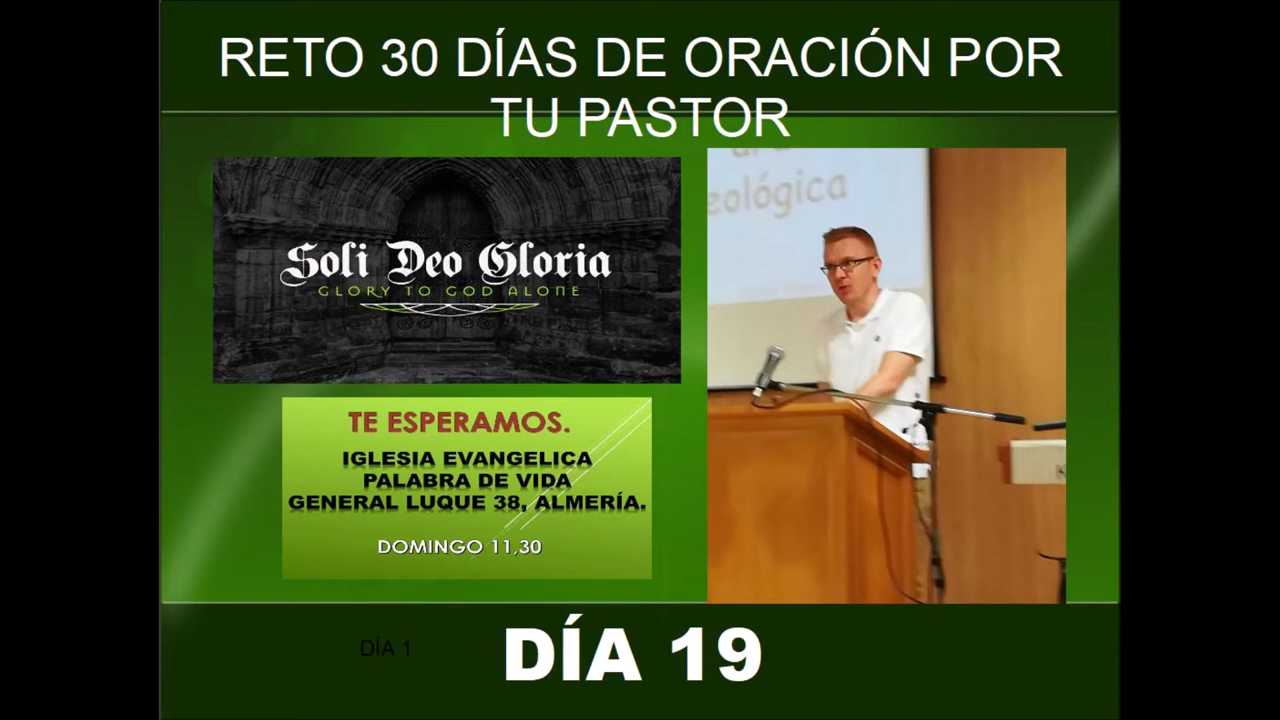 RETO 30 DÍAS DE ORACIÓN POR
TU PASTOR
Soli Deo Gloria
GLORY TO GOD ALONE
eológica
TE ESPERAMOS.
IGLESIA EVANGELICA
PALABRA DE VIDA
GENERAL LUQUE 38, ALMERÍA.
DOMINGO 11,30
DÍA 1
DÍA 19